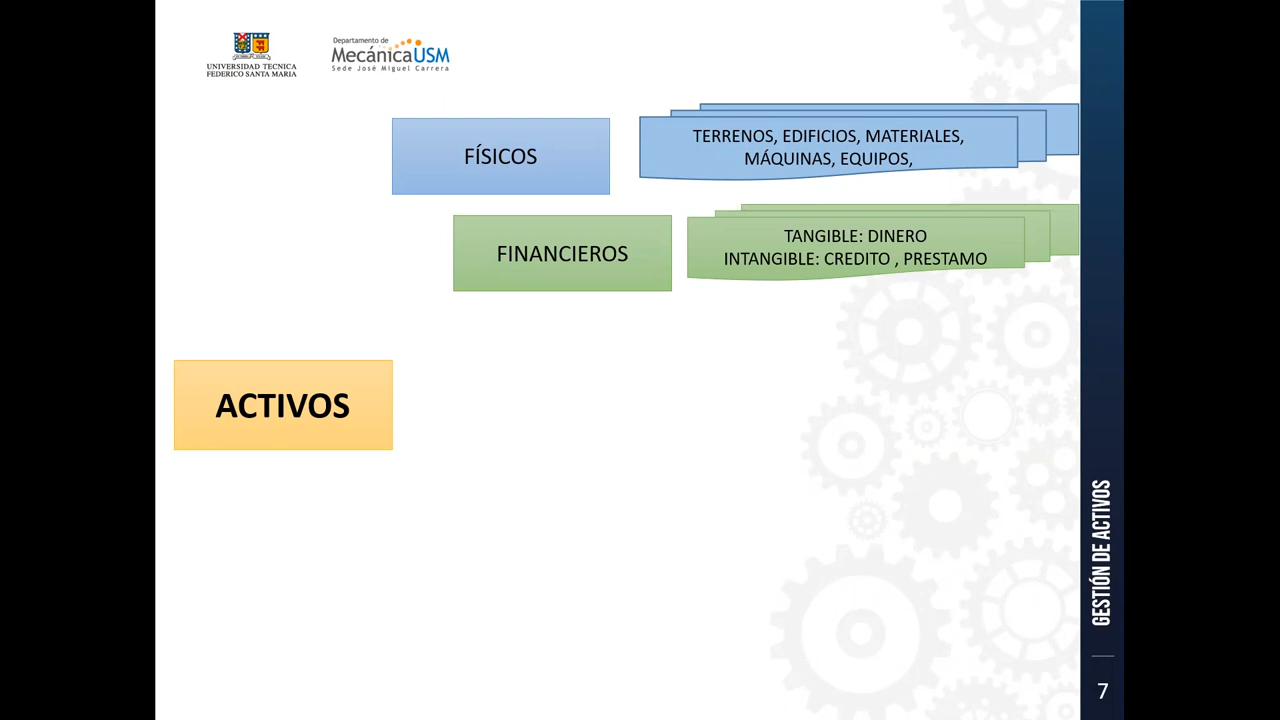 UNIVERSIDAD TECNICA
FEDERICO SANTA MARIA
Departamento de
MecánicaUSM
Sede José Miguel Carrera
FÍSICOS
TERRENOS, EDIFICIOS, MATERIALES,
MÁQUINAS, EQUIPOS,
FINANCIEROS
TANGIBLE: DINERO
INTANGIBLE: CREDITO , PRESTAMO
ACTIVOS
GESTIÓN DE ACTIVOS
7